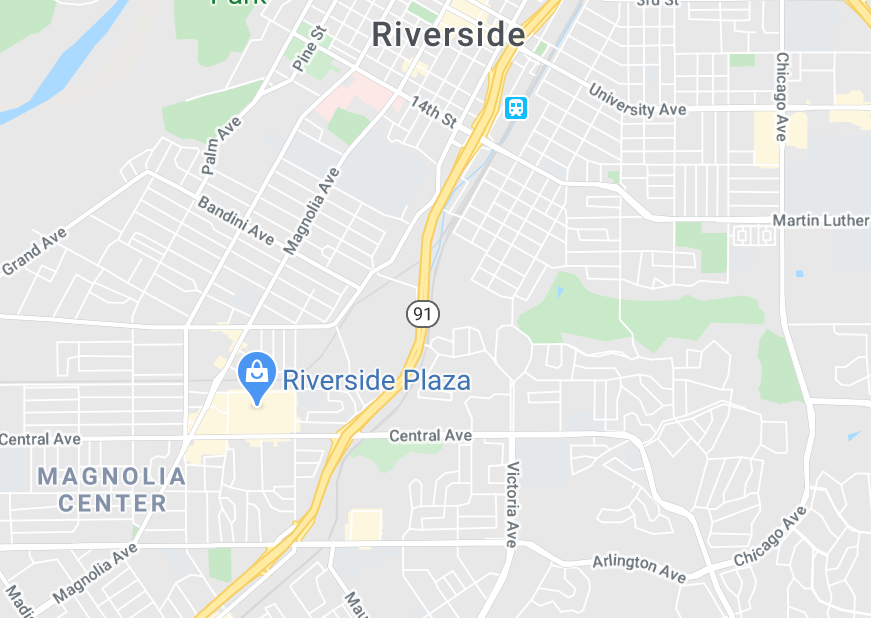 Park
3rd St
Riverside
Pine St
Chicago Ave
University Ave
14th St
Palm Ave
Magnolia Ave
Bandini Ave
Martin Luther
Grand Ave
91
Riverside Plaza
Central Ave
Central Ave
MAGNOLIA
CENTER
Victoria Ave
Chicago Ave
Arlington Ave
Magnolia Ave